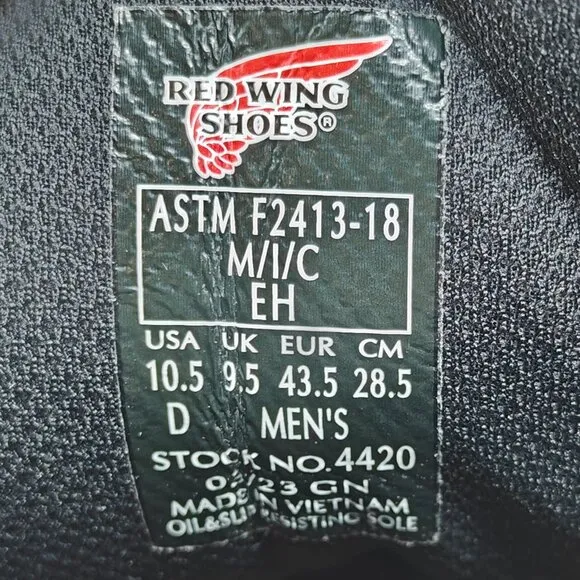 RED WING
SHOES®
ASTM F2413-18
M/I/C
EH
USA UK EUR CM
10.5 9.5 43.5 28.5
D MEN'S
STOCK NO. 4420
GN
MADE IN VIETNAM
OIL&SLIP RESISTING SOLE